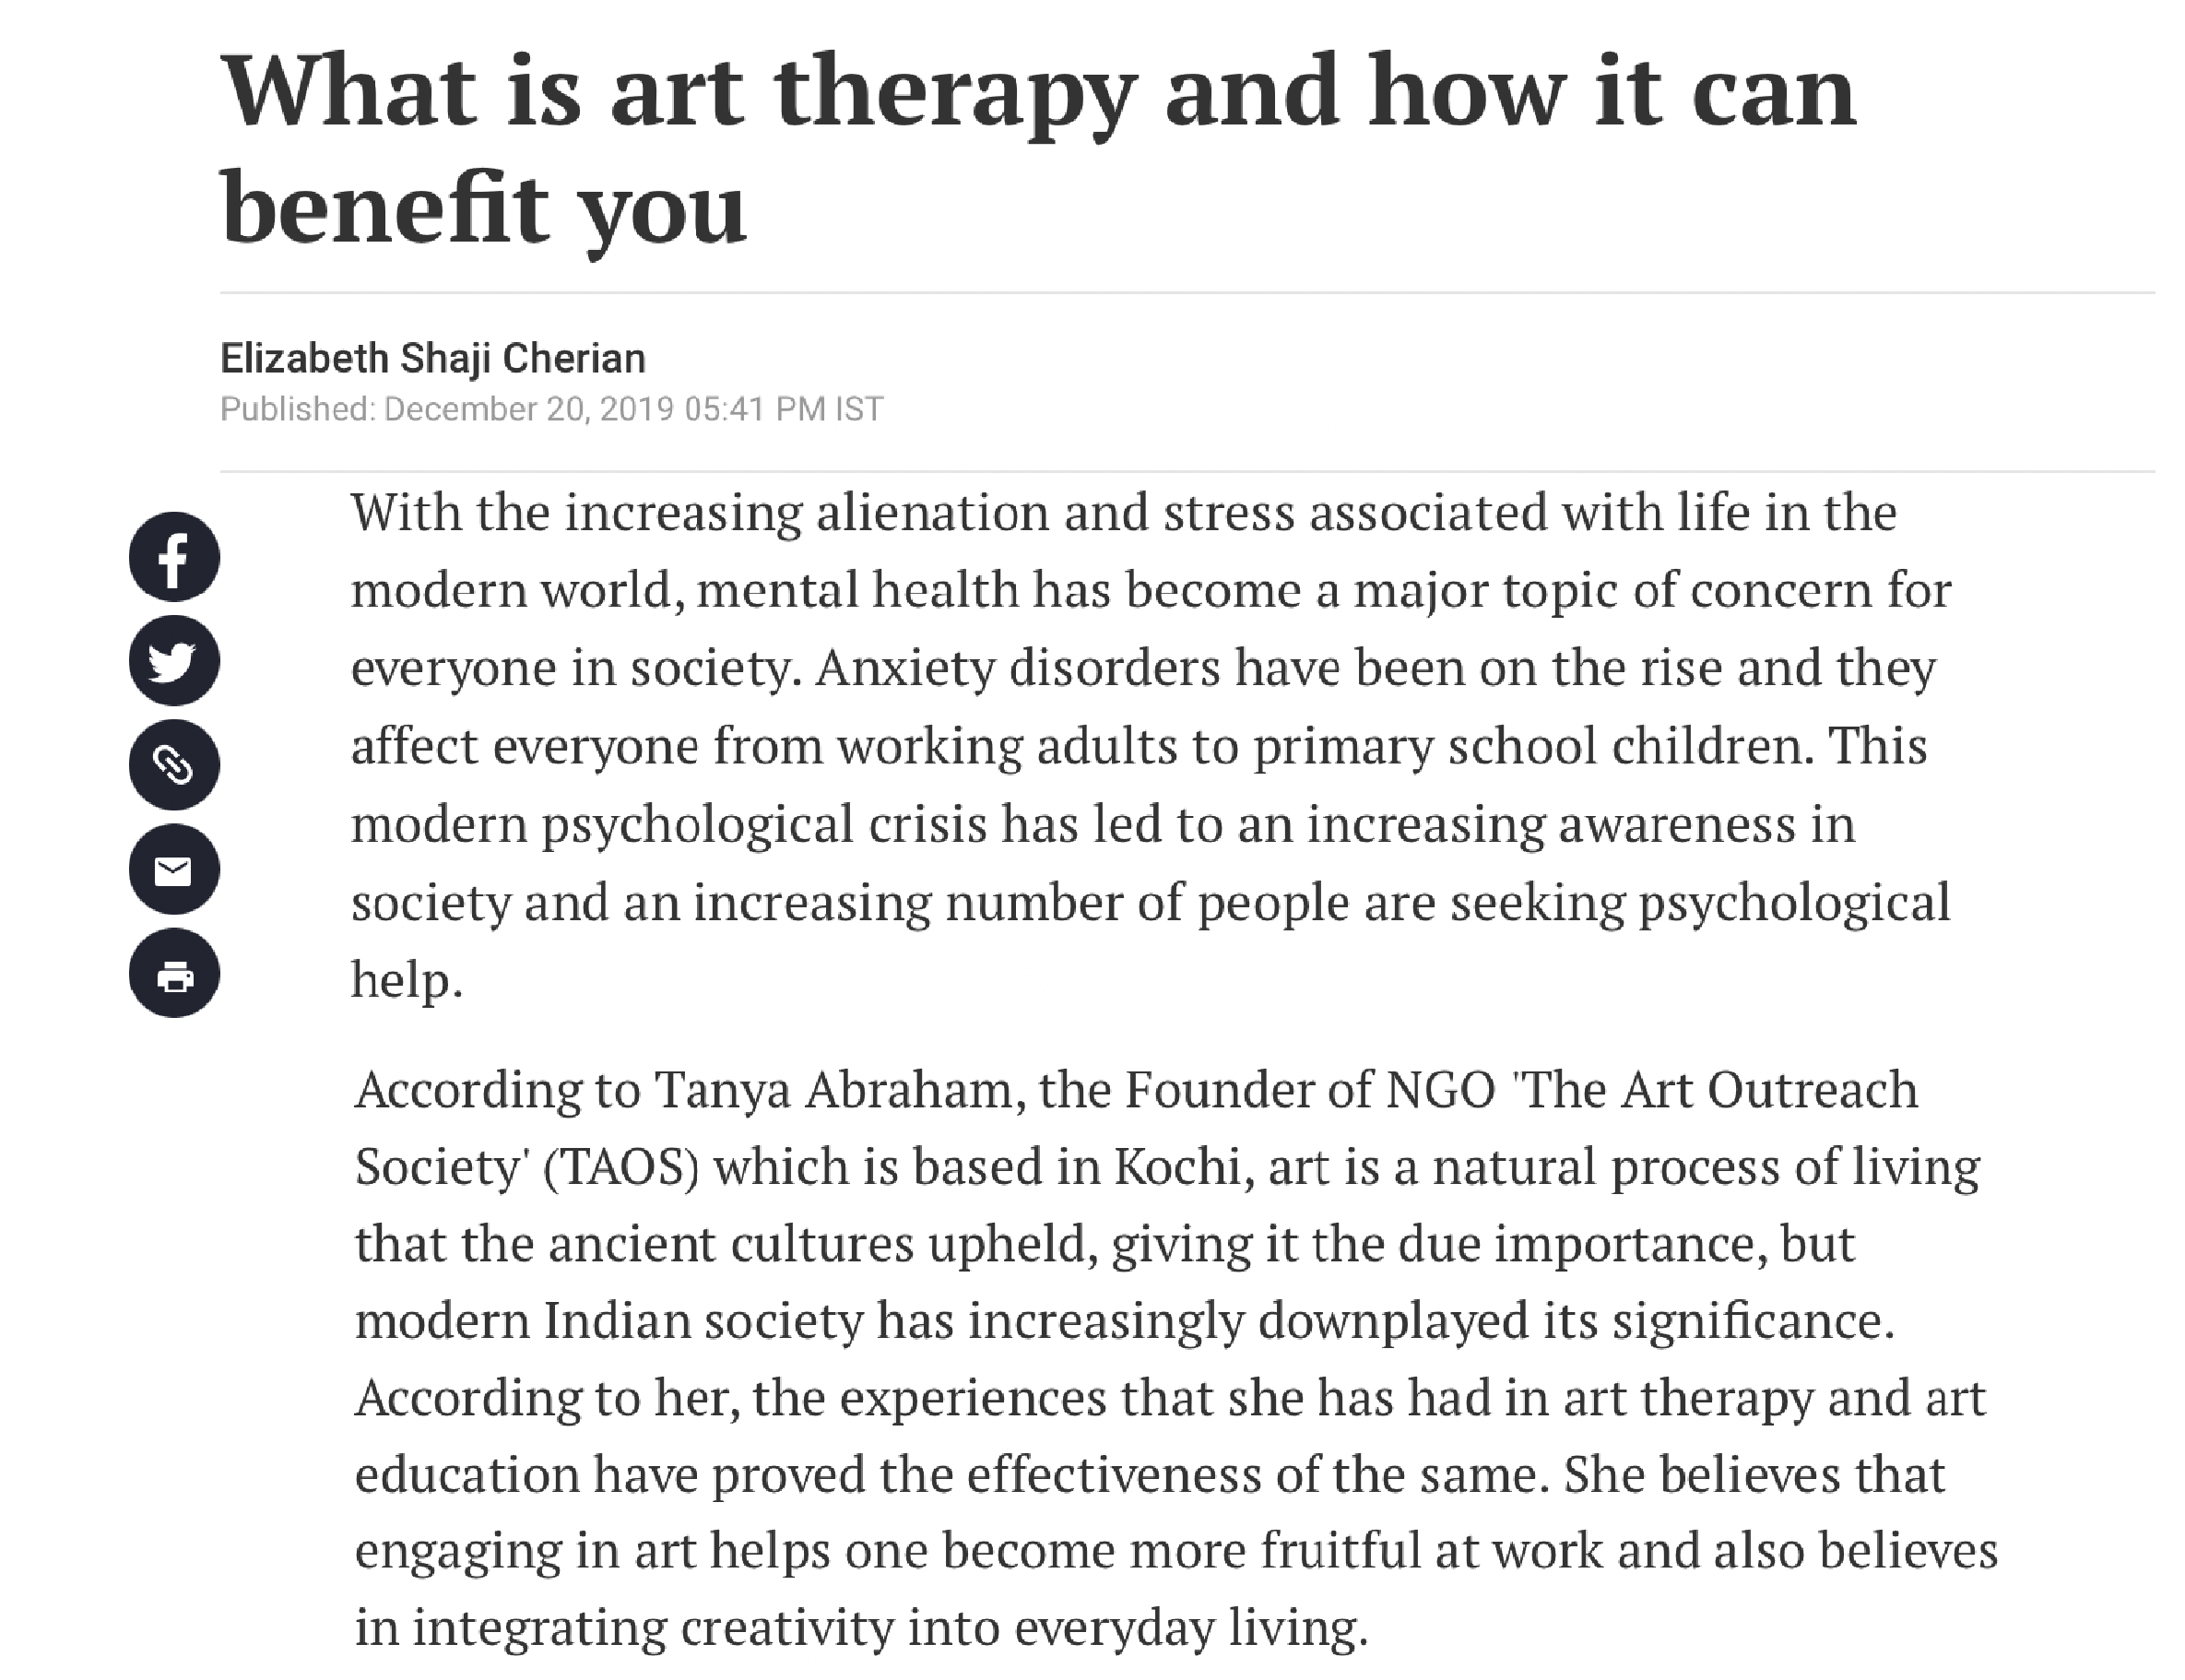 What is art therapy and how it can
benefit you
Elizabeth Shaji Cherian
Published: December 20, 2019 05:41 PM IST
With the increasing alienation and stress associated with life in the
modern world, mental health has become a major topic of concern for
everyone in society. Anxiety disorders have been on the rise and they
affect everyone from working adults to primary school children. This
modern psychological crisis has led to an increasing awareness in
society and an increasing number of people are seeking psychological
help.
According to Tanya Abraham, the Founder of NGO 'The Art Outreach
Society' (TAOS) which is based in Kochi, art is a natural process of living
that the ancient cultures upheld, giving it the due importance, but
modern Indian society has increasingly downplayed its significance.
According to her, the experiences that she has had in art therapy and art
education have proved the effectiveness of the same. She believes that
engaging in art helps one become more fruitful at work and also believes
in integrating creativity into everyday living.